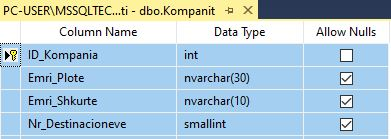 PC-USER\MSSQLTEC...ti - dbo.Kompanit
Column Name Data Type Allow Nulls
ID_Kompania int
Emri_Plote nvarchar(30)
Emri_Shkurte nvarchar(10)
Nr_Destinacioneve smallint